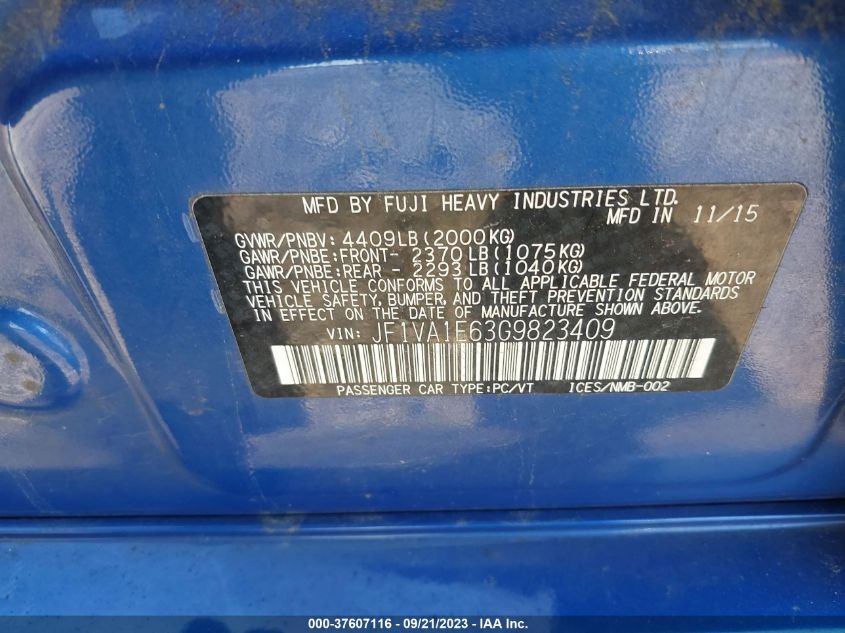 MFD BY FUJI HEAVY INDUSTRIES LTD.
MFD IN 11/15
GVWR/PNBV: 4409LB(2000KG)
GAWR/PNBE:FRONT- 2370LB(1075KG)
GAWR/PNBE:REAR - 2293LB(1040KG)
THIS VEHICLE CONFORMS TO ALL APPLICABLE FEDERAL MOTOR
VEHICLE SAFETY, BUMPER, AND THEFT PREVENTION STANDARDS
IN EFFECT ON THE DATE OF MANUFACTURE SHOWN ABOVE.
VIN: JF1VA1E63G9823409
PASSENGER CAR TYPE:PC/VT ICES/NMB-002
000-37607116 - 09/21/2023 - IAA Inc.